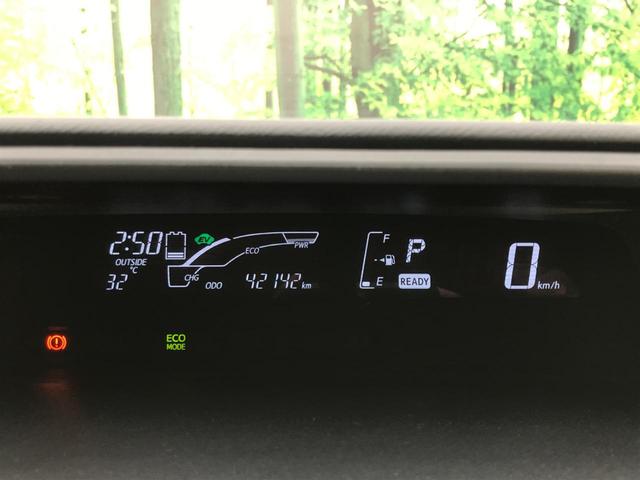 2:50
OUTSIDE
32 °C
EV
ECO
PWR
CHG
ODO 42142 km
F
E
P
READY
0 km/h
ECO
MODE